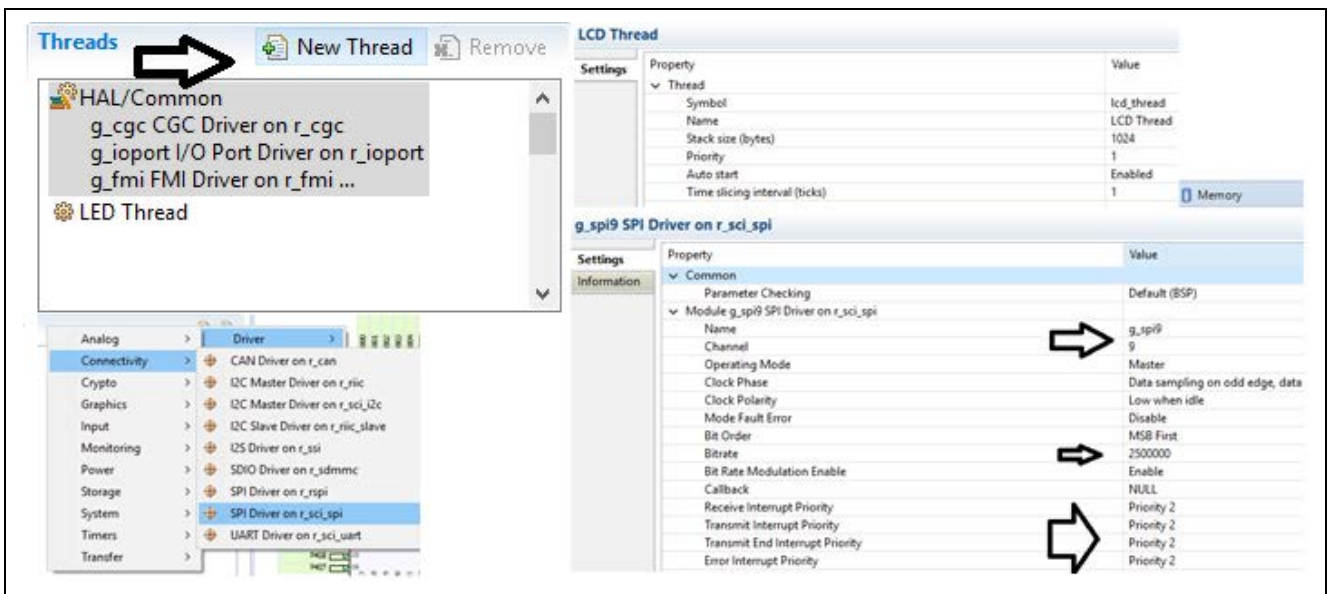 Threads
New Thread Remove
HAL/Common
g_cgc CGC Driver on r_cgc
g_ioport I/O Port Driver on r_ioport
g_fmi FMI Driver on r_fmi ...
LED Thread
LCD Thread
Settings
Property Value
Thread
Symbol lcd_thread
Name LCD Thread
Stack size (bytes) 1024
Priority 1
Auto start Enabled
Time slicing interval (ticks) 1
Memory
Analog > Driver >
Connectivity > CAN Driver on r_can
Crypto > I2C Master Driver on r_riic
Graphics > I2C Master Driver on r_sci_i2c
Input > I2C Slave Driver on r_riic_slave
Monitoring > I2S Driver on r_ssi
Power > SDIO Driver on r_sdmmc
Storage > SPI Driver on r_rspi
System > SPI Driver on r_sci_spi
Timers > UART Driver on r_sci_uart
Transfer >
g_spi9 SPI Driver on r_sci_spi
Settings
Information
Property Value
Common
Parameter Checking Default (BSP)
Module g_spi9 SPI Driver on r_sci_spi
Name g_spi9
Channel 9
Operating Mode Master
Clock Phase Data sampling on odd edge, data
Clock Polarity Low when idle
Mode Fault Error Disable
Bit Order MSB First
Bitrate 2500000
Bit Rate Modulation Enable Enable
Callback NULL
Receive Interrupt Priority Priority 2
Transmit Interrupt Priority Priority 2
Transmit End Interrupt Priority Priority 2
Error Interrupt Priority Priority 2